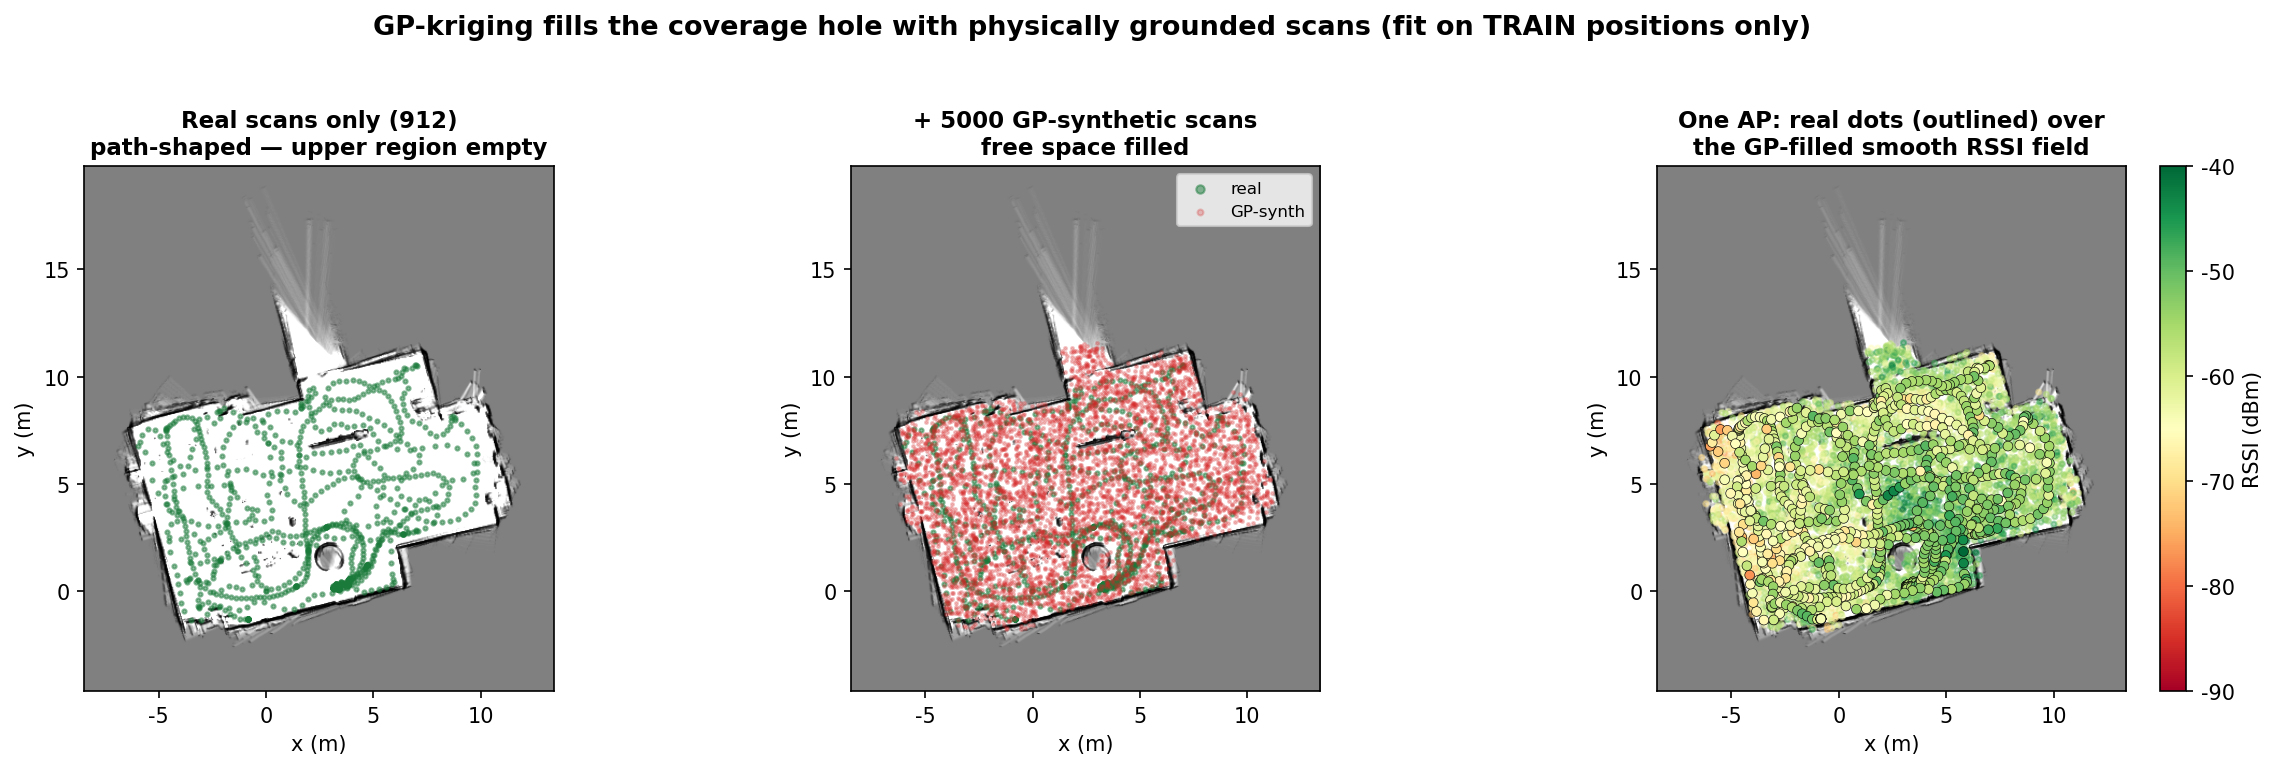 GP-kriging fills the coverage hole with physically grounded scans (fit on TRAIN positions only)
Real scans only (912)
path-shaped — upper region empty
15
10
5
0
y (m)
-5 0 5 10
x (m)
+ 5000 GP-synthetic scans
free space filled
real
GP-synth
15
10
5
0
y (m)
-5 0 5 10
x (m)
One AP: real dots (outlined) over
the GP-filled smooth RSSI field
15
10
5
0
y (m)
-5 0 5 10
x (m)
-40
-50
-60
-70
-80
-90
RSSI (dBm)